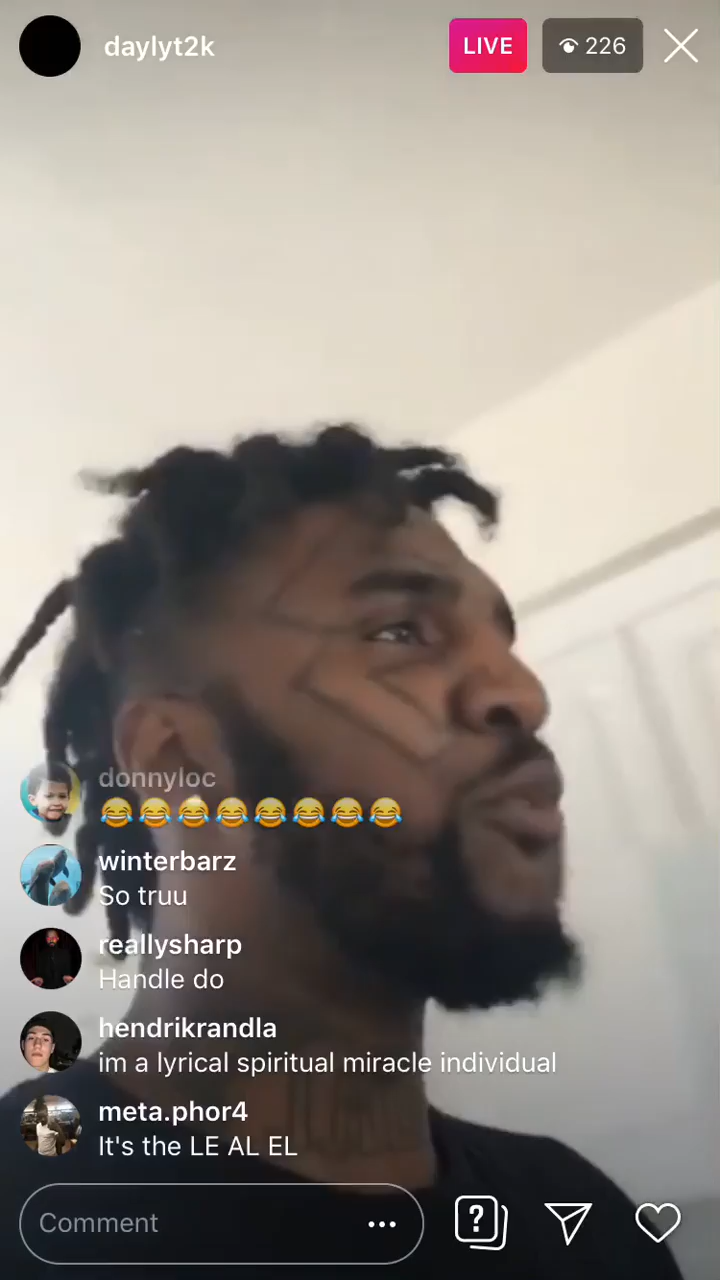 daylyt2k
LIVE
226
donnyloc
😂😂😂😂😂😂😂😂
winterbarz
So truu
reallysharp
Handle do
hendrikrandla
im a lyrical spiritual miracle individual
meta.phor4
It's the LE AL EL
Comment